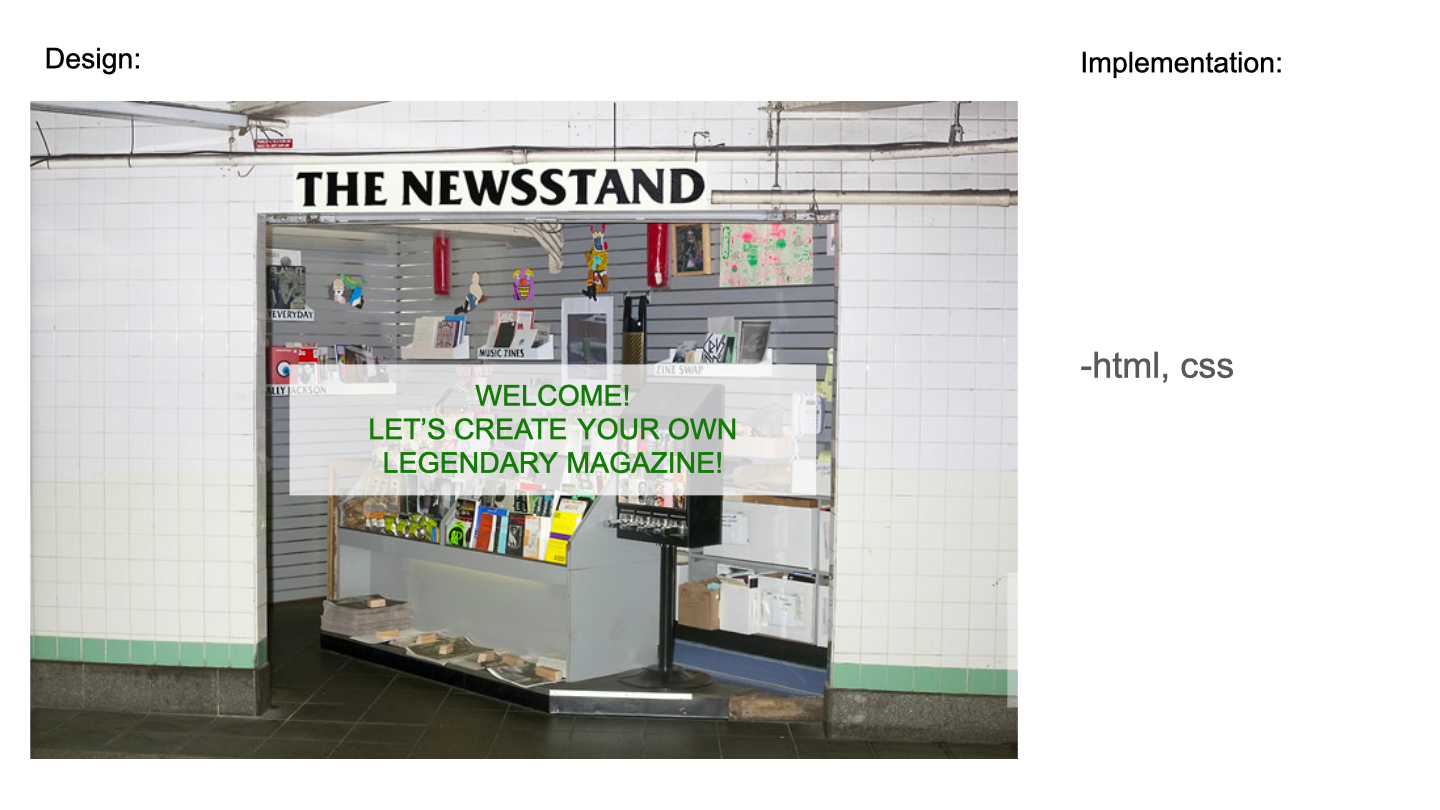 Design:
Implementation:
THE NEWSSTAND
EVERYDAY
MUSIC ZINES
ZINE SWAP
ALLY JACKSON
WELCOME!
LET’S CREATE YOUR OWN
LEGENDARY MAGAZINE!
-html, css